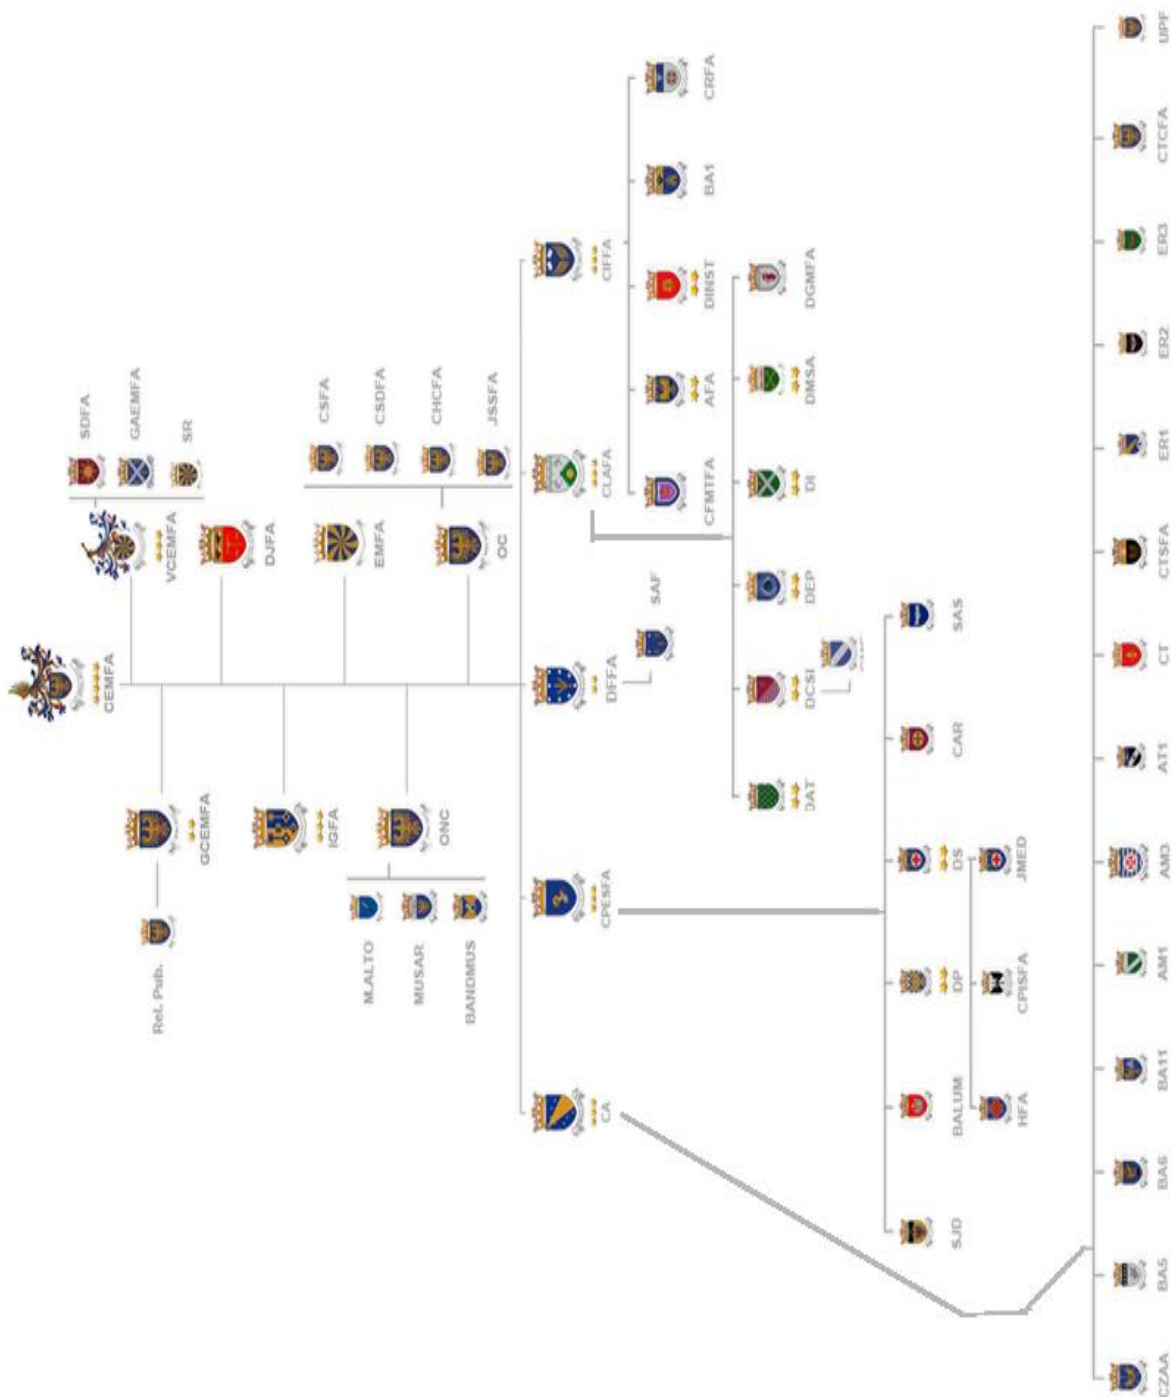 CEMFA
SDFA
GAEMFA
SR
VCEMFA
Rel. Pub.
GCEMFA
DJFA
CSFA
IGFA
M.ALTO
EMFA
CSDFA
MUSAR
CHCFA
ONC
BANDMUS
JSSFA
OC
CA
CPESFA
DFFA
CLAFA
CIFFA
SAF
CFMTFA
AFA
DINST
BA1
CRFA
DAT
DCSI
DEP
DI
DMSA
DGMFA
SJD
BALUM
DP
DS
CAR
SAS
HFA
CPISFA
JMED
CZAA
BA5
BA6
BA11
AM1
AM3
AT1
CT
CTSFA
ER1
ER2
ER3
CTCFA
UPF